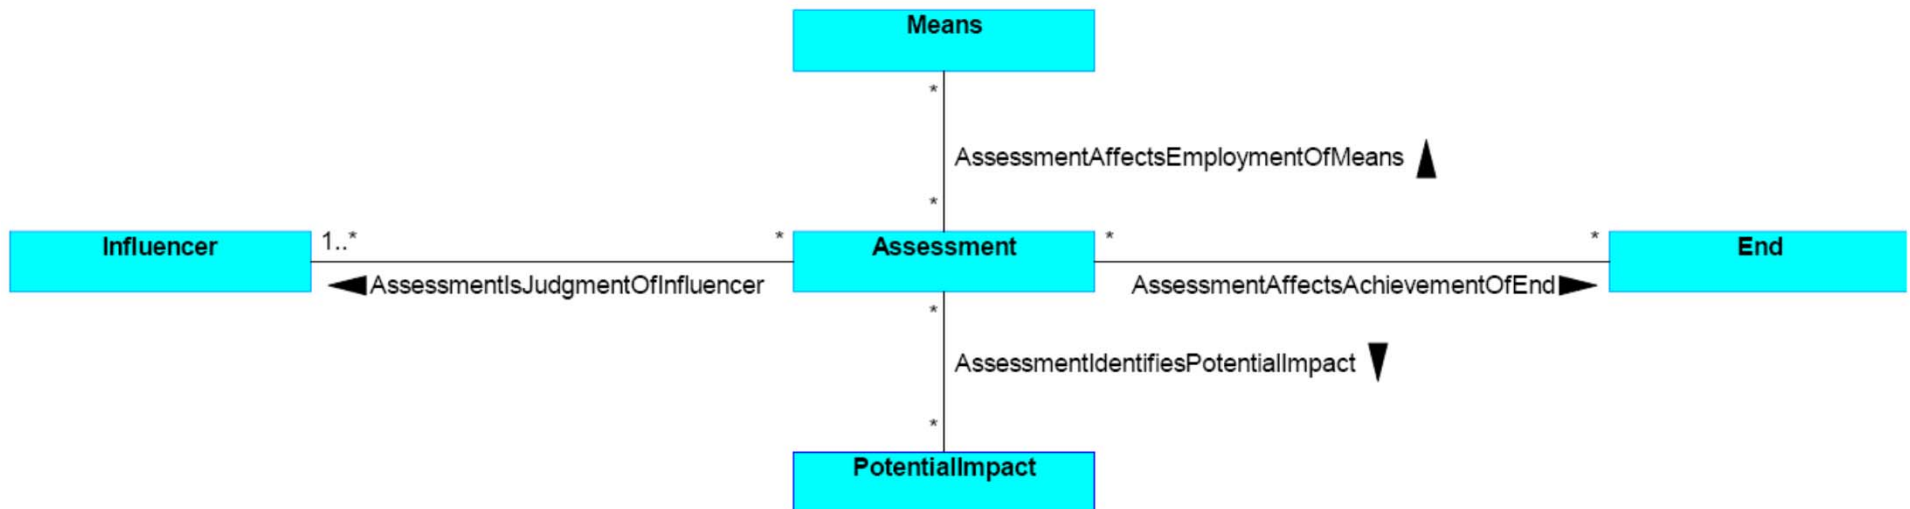 Means
*
AssessmentAffectsEmploymentOfMeans
*
Influencer 1..* * Assessment * * End
AssessmentIsJudgmentOfInfluencer AssessmentAffectsAchievementOfEnd
*
AssessmentIdentifiesPotentialImpact
*
PotentialImpact